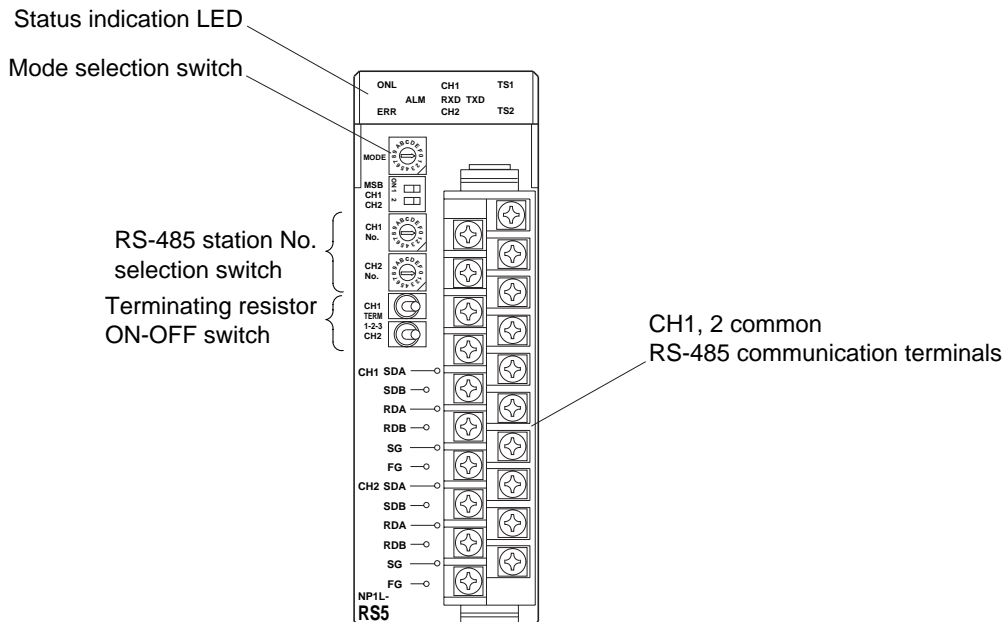 Status indication LED
Mode selection switch
ONL CH1 TS1
ALM RXD TXD
ERR CH2 TS2
MODE
MSB
CH1
CH2
ON
1 2
RS-485 station No.
selection switch
CH1
No.
CH2
No.
Terminating resistor
ON-OFF switch
CH1
TERM
1-2-3
CH2
CH1, 2 common
RS-485 communication terminals
CH1 SDA
SDB
RDA
RDB
SG
FG
CH2 SDA
SDB
RDA
RDB
SG
FG
NP1L-
RS5